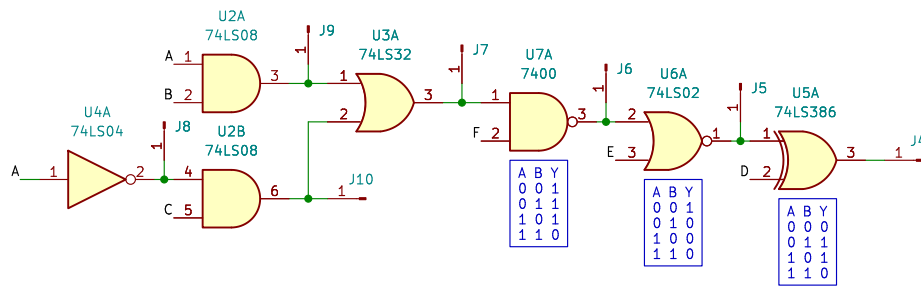 U2A
74LS08
A
1
B
2
3
J9
1
U3A
74LS32
1
2
3
J7
1
U7A
7400
1
F
2
3
J6
1
U6A
74LS02
2
E
3
1
J5
1
U5A
74LS386
1
D
2
3
1
J4
U4A
74LS04
A
1
2
J8
1
U2B
74LS08
4
C
5
6
1
J10
A B Y
0 0 1
0 1 1
1 0 1
1 1 0
A B Y
0 0 1
0 1 0
1 0 0
1 1 0
A B Y
0 0 0
0 1 1
1 0 1
1 1 0